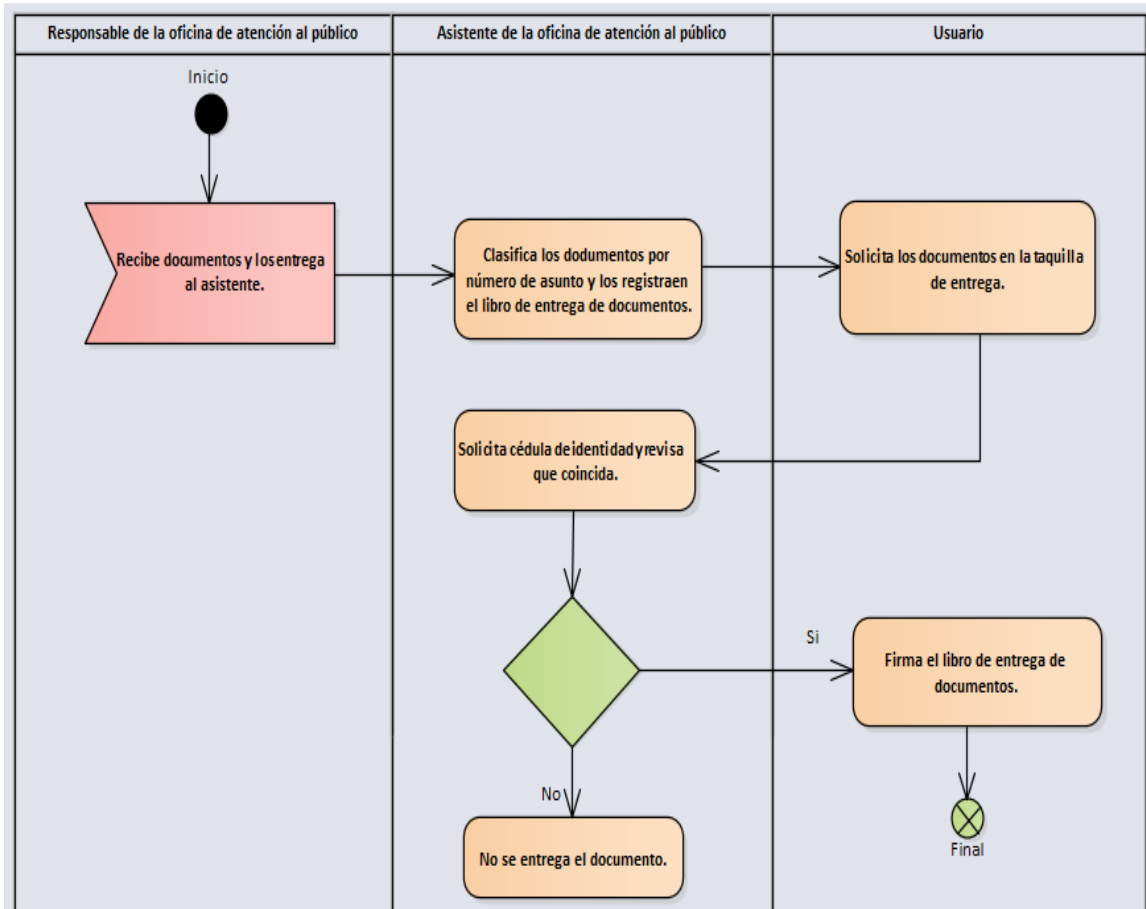 Responsable de la oficina de atención al público
Asistente de la oficina de atención al público
Usuario
Inicio
Recibe documentos y los entrega
al asistente.
Clasifica los dodumentos por
número de asunto y los registraen
el libro de entrega de documentos.
Solicita los documentos en la taquilla
de entrega.
Solicita cédula de identidad y revisa
que coincida.
Si
Firma el libro de entrega de
documentos.
No
No se entrega el documento.
Final